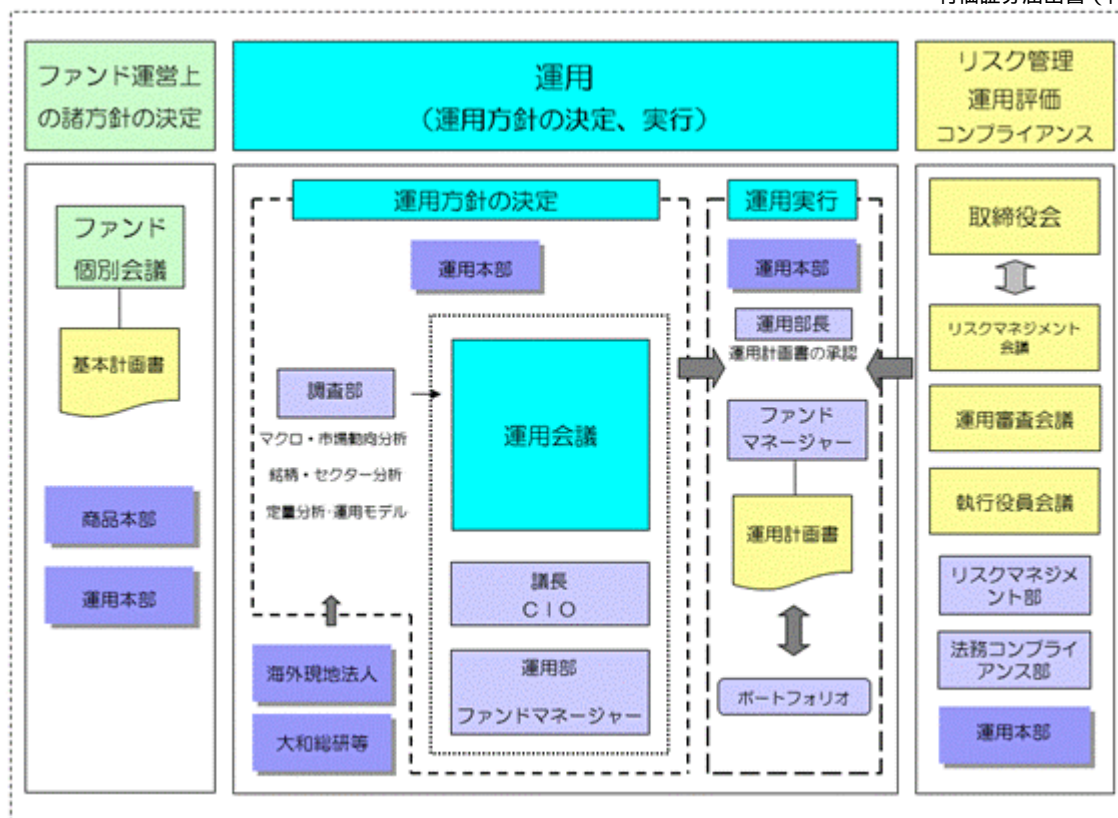 ファンド運営上
の諸方針の決定
運用
（運用方針の決定、実行）
リスク管理
運用評価
コンプライアンス
ファンド
個別会議
基本計画書
商品本部
運用本部
運用方針の決定
運用本部
調査部
マクロ・市場動向分析
銘柄・セクター分析
定量分析・運用モデル
運用会議
議長
ＣＩＯ
運用部
ファンドマネージャー
海外現地法人
大和総研等
運用実行
運用本部
運用部長
運用計画書の承認
ファンド
マネージャー
運用計画書
ポートフォリオ
取締役会
リスクマネジメント
会議
運用審査会議
執行役員会議
リスクマネジメ
ント部
法務コンプライ
アンス部
運用本部